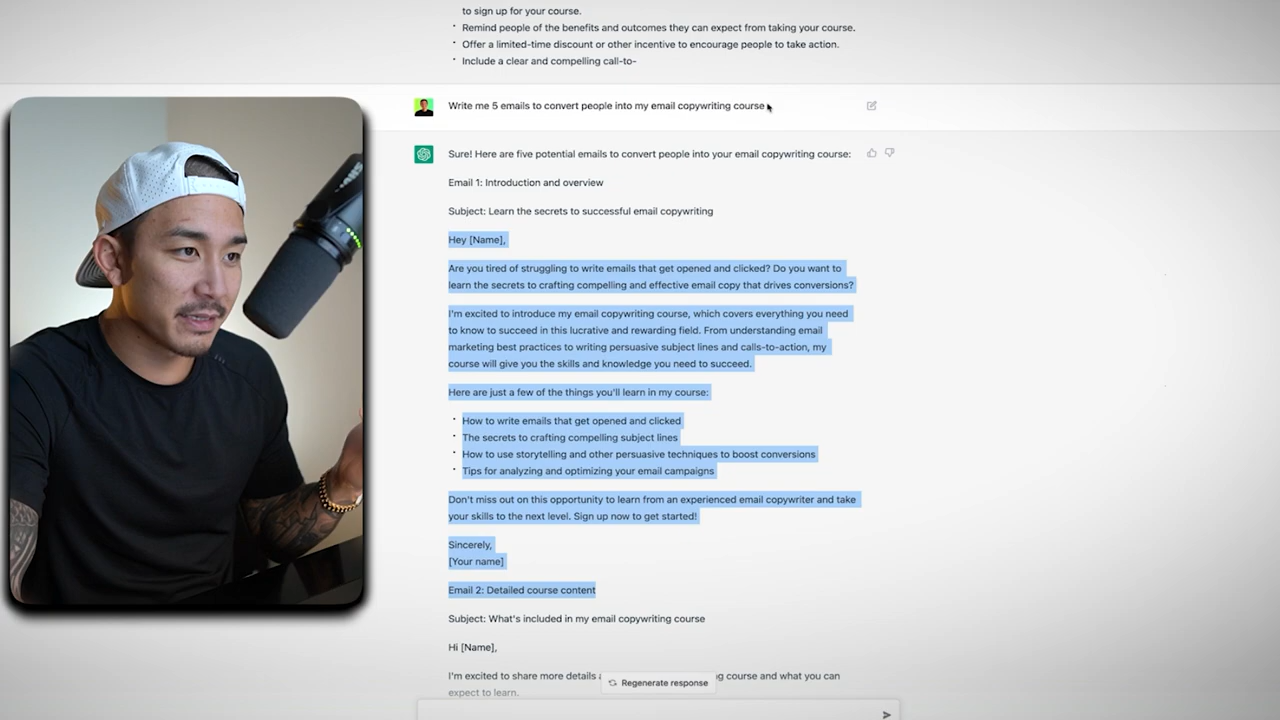 to sign up for your course.
· Remind people of the benefits and outcomes they can expect from taking your course.
· Offer a limited-time discount or other incentive to encourage people to take action.
· Include a clear and compelling call-to-
Write me 5 emails to convert people into my email copywriting course
Sure! Here are five potential emails to convert people into your email copywriting course:
Email 1: Introduction and overview
Subject: Learn the secrets to successful email copywriting
Hey [Name],
Are you tired of struggling to write emails that get opened and clicked? Do you want to
learn the secrets to crafting compelling and effective email copy that drives conversions?
I'm excited to introduce my email copywriting course, which covers everything you need
to know to succeed in this lucrative and rewarding field. From understanding email
marketing best practices to writing persuasive subject lines and calls-to-action, my
course will give you the skills and knowledge you need to succeed.
Here are just a few of the things you'll learn in my course:
· How to write emails that get opened and clicked
· The secrets to crafting compelling subject lines
· How to use storytelling and other persuasive techniques to boost conversions
· Tips for analyzing and optimizing your email campaigns
Don't miss out on this opportunity to learn from an experienced email copywriter and take
your skills to the next level. Sign up now to get started!
Sincerely,
[Your name]
Email 2: Detailed course content
Subject: What's included in my email copywriting course
Hi [Name],
I'm excited to share more details course and what you can
Regenerate response
expect to learn.